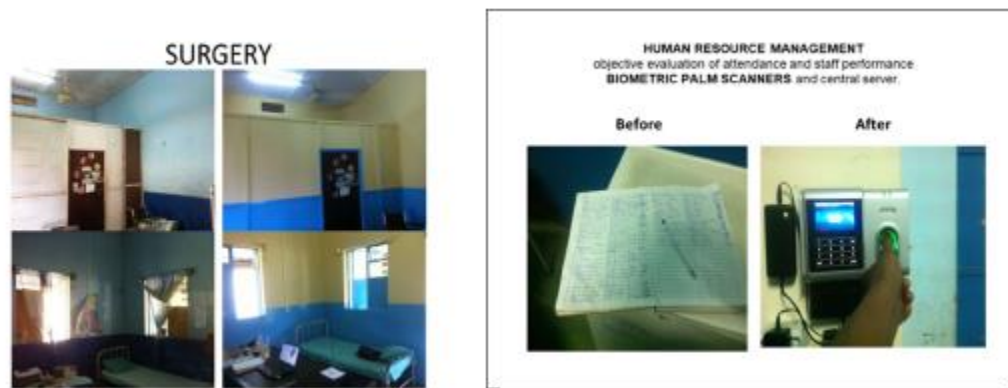 SURGERY
HUMAN RESOURCE MANAGEMENT
objective evaluation of attendance and staff performance
BIOMETRIC PALM SCANNERS and central server.
Before
After